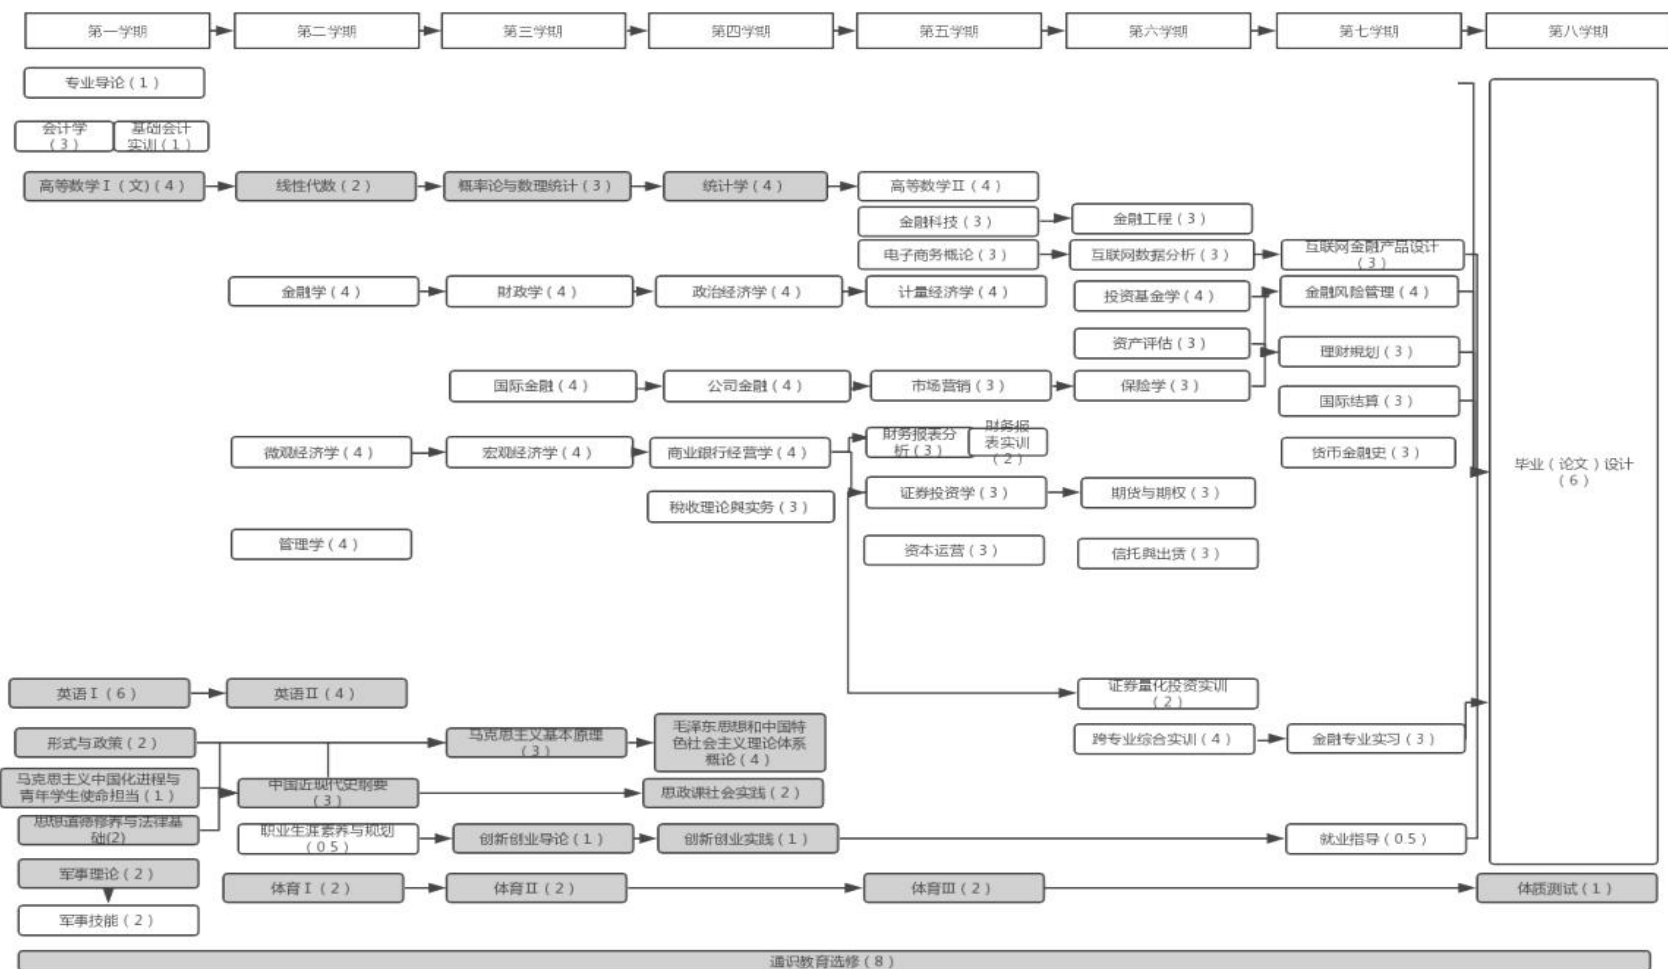 第一学期
第二学期
第三学期
第四学期
第五学期
第六学期
第七学期
第八学期
专业导论(1)
会计学
(3)
基础会计
实训(1)
高等数学Ⅰ(文)(4)
线性代数(2)
概率论与数理统计(3)
统计学(4)
高等数学Ⅱ(4)
金融科技(3)
金融工程(3)
电子商务概论(3)
互联网数据分析(3)
互联网金融产品设计
(3)
金融学(4)
财政学(4)
政治经济学(4)
计量经济学(4)
投资基金学(4)
金融风险管理(4)
资产评估(3)
理财规划(3)
国际金融(4)
公司金融(4)
市场营销(3)
保险学(3)
国际结算(3)
微观经济学(4)
宏观经济学(4)
商业银行经营学(4)
财务报表分
析(3)
财务报
表实训
(2)
货币金融史(3)
毕业(论文)设计
(6)
税收理论與实务(3)
证券投资学(3)
期货与期权(3)
管理学(4)
资本运营(3)
信托與出赁(3)
英语Ⅰ(6)
英语Ⅱ(4)
证券量化投资实训
(2)
形式与政策(2)
马克思主义基本原理
(3)
毛泽东思想和中国特
色社会主义理论体系
概论(4)
跨专业综合实训(4)
金融专业实习(3)
马克思主义中国化进程与
青年学生使命担当(1)
中国近现代史纲要
(3)
思政课社会实践(2)
思想道德修养与法律基
础(2)
职业生涯素养与规划
(0 5)
创新创业导论(1)
创新创业实践(1)
就业指导(0 5)
军事理论(2)
体育Ⅰ(2)
体育Ⅱ(2)
体育Ⅲ(2)
体质测试(1)
军事技能(2)
通识教育选修(8)